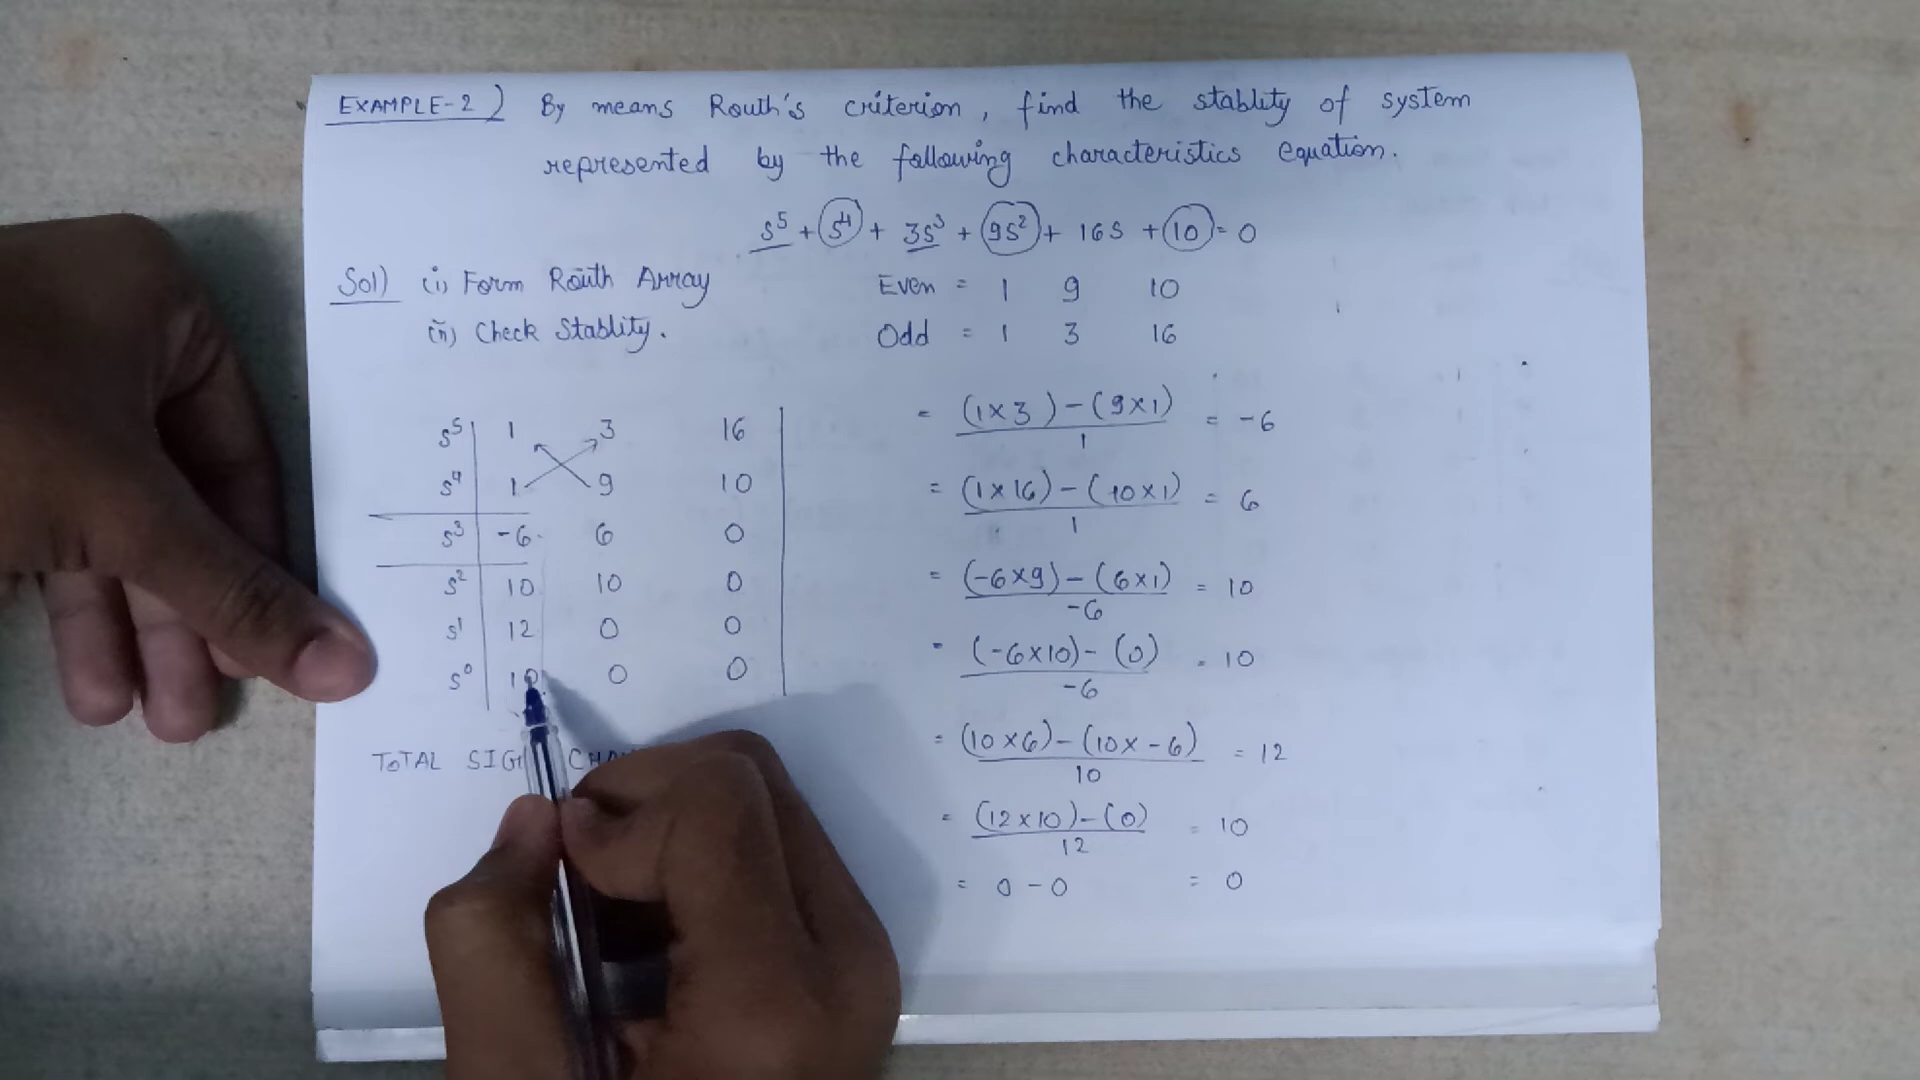 EXAMPLE-2) By means Routh's criterion, find the stablity of system
represented by the following characteristics equation.
s⁵ + s⁴ + 3s³ + 9s² + 16s + 10 = 0
Sol) (i) Form Routh Array
(ii) Check Stablity.
Even = 1 9 10
Odd = 1 3 16
s⁵ 1 3 16
s⁴ 1 9 10
s³ -6 6 0
s² 10 10 0
s¹ 12 0 0
s⁰ 10 0 0
TOTAL
= (1×3)-(9×1) / 1 = -6
= (1×16)-(10×1) / 1 = 6
= (-6×9)-(6×1) / -6 = 10
= (-6×10)-(0) / -6 = 10
= (10×6)-(10×-6) / 10 = 12
= (12×10)-(0) / 12 = 10
= 0-0 = 0